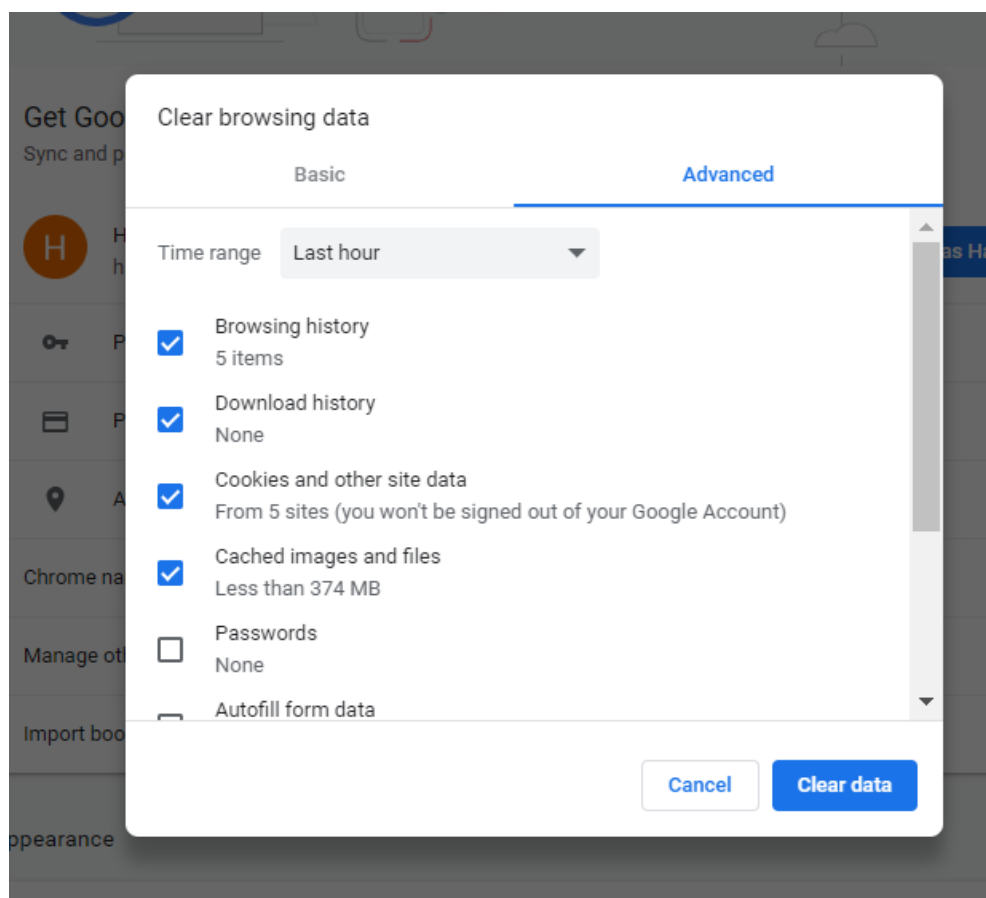 Get Goo
Sync and p
H
H
h
as Ha
P
P
A
Chrome na
Manage oth
Import boo
ppearance
Clear browsing data
Basic
Advanced
Time range
Last hour
Browsing history
5 items
Download history
None
Cookies and other site data
From 5 sites (you won't be signed out of your Google Account)
Cached images and files
Less than 374 MB
Passwords
None
Autofill form data
Cancel
Clear data